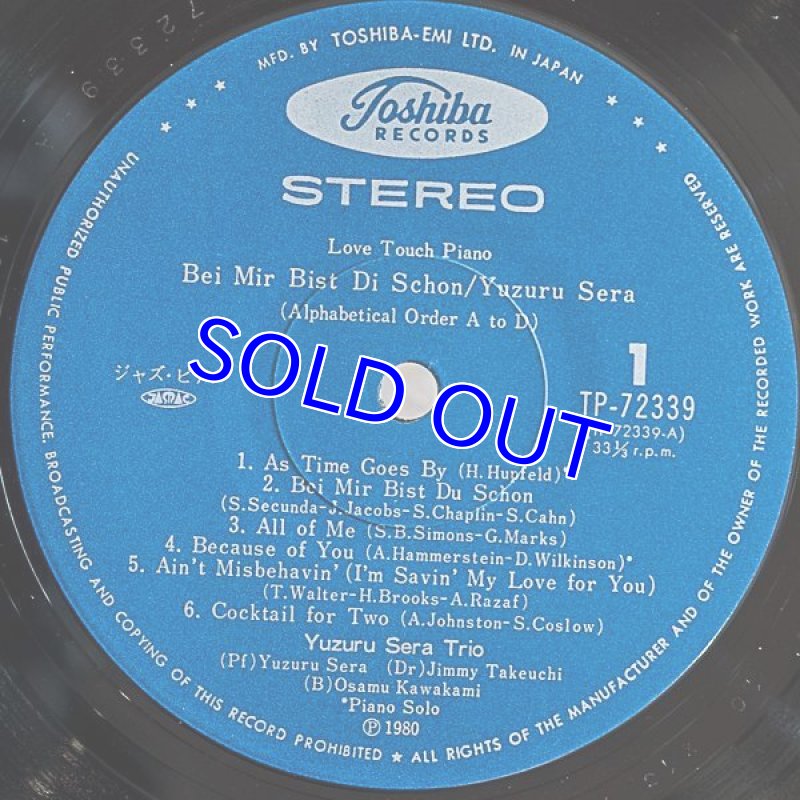 72339
MFD. BY TOSHIBA-EMI LTD. IN JAPAN
Toshiba
RECORDS
STEREO
Love Touch Piano
Bei Mir Bist Di Schon/Yuzuru Sera
(Alphabetical Order A to D)
ジャズ・ピ
JASRAC
SOLD OUT
1
TP-72339
72339-A)
33⅓ r.p.m.
1. As Time Goes By (H.Hupfeld)*
2. Bei Mir Bist Du Schon
(S.Secunda-J.Jacobs-S.Chaplin-S.Cahn)
3. All of Me (S.B.Simons-G.Marks)
4. Because of You (A.Hammerstein-D.Wilkinson)*
5. Ain't Misbehavin' (I'm Savin' My Love for You)
(T.Walter-H.Brooks-A.Razaf)
6. Cocktail for Two (A.Johnston-S.Coslow)
Yuzuru Sera Trio
(Pf)Yuzuru Sera (Dr)Jimmy Takeuchi
(B)Osamu Kawakami
*Piano Solo
Ⓟ 1980
UNAUTHORIZED PUBLIC PERFORMANCE, BROADCASTING AND COPYING OF THIS RECORD PROHIBITED ★ ALL RIGHTS OF THE MANUFACTURER AND OF THE OWNER OF THE RECORDED WORK ARE RESERVED